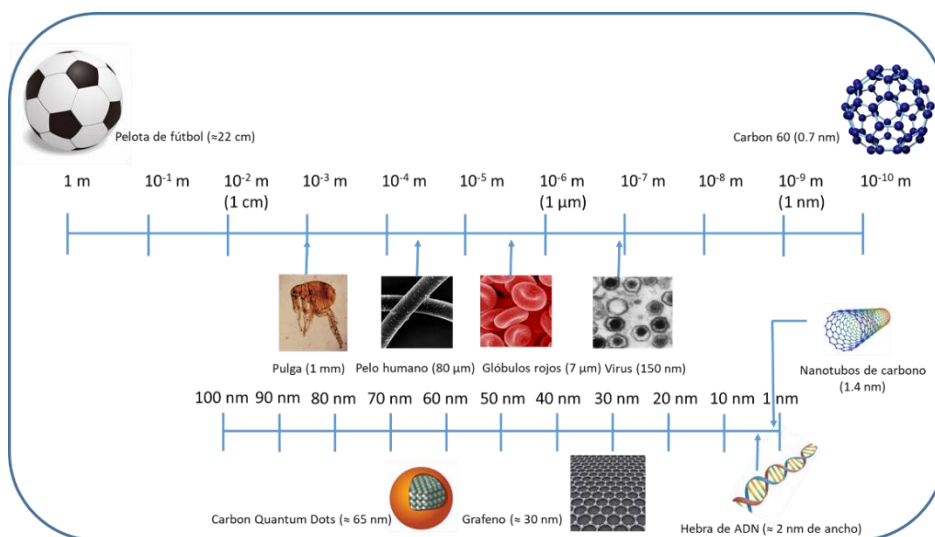 Pelota de fútbol (≈22 cm)
Carbon 60 (0.7 nm)
1 m 10⁻¹ m 10⁻² m 10⁻³ m 10⁻⁴ m 10⁻⁵ m 10⁻⁶ m 10⁻⁷ m 10⁻⁸ m 10⁻⁹ m 10⁻¹⁰ m
(1 cm) (1 µm) (1 nm)
Pulga (1 mm) Pelo humano (80 µm) Glóbulos rojos (7 µm) Virus (150 nm)
Nanotubos de carbono
(1.4 nm)
100 nm 90 nm 80 nm 70 nm 60 nm 50 nm 40 nm 30 nm 20 nm 10 nm 1 nm
Carbon Quantum Dots (≈ 65 nm)
Grafeno (≈ 30 nm)
Hebra de ADN (≈ 2 nm de ancho)